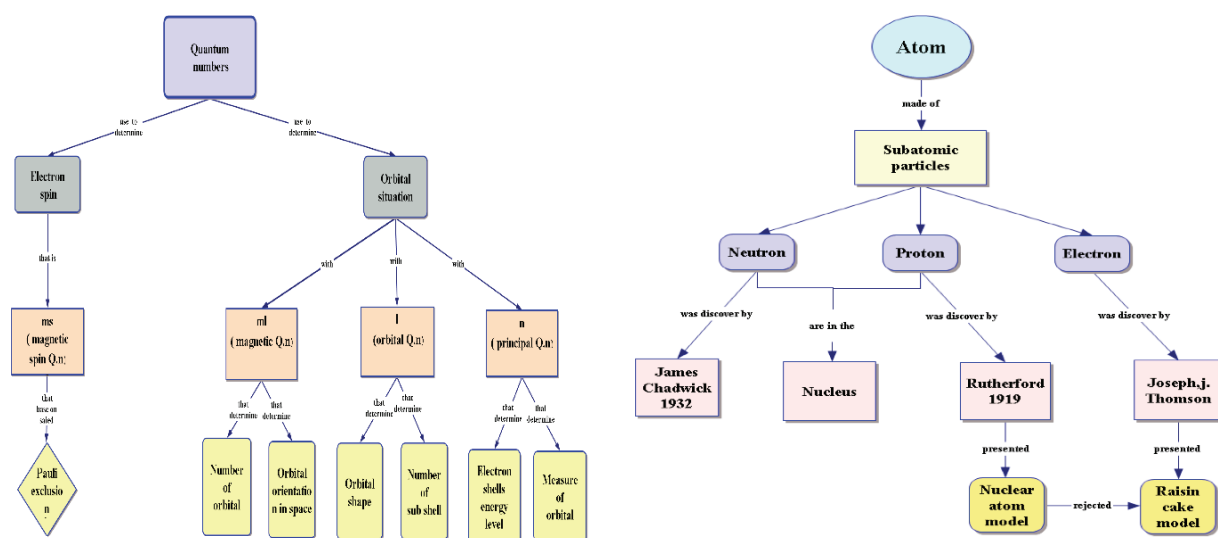 Quantum
numbers
use to
determine
use to
determine
Electron
spin
Orbital
situation
that is
with
with
with
ms
( magnetic
spin Q.n)
ml
( magnetic Q.n)
l
(orbital Q.n)
n
( principal Q.n)
that
base on
that
determine
that
determine
that
determine
that
determine
that
determine
that
determine
Pauli
exclusio
Number
of
orbital
Orbital
orientatio
n in space
Orbital
shape
Number
of
sub shell
Electron
shells
energy
level
Measure
of
orbital
Atom
made of
Subatomic
particles
Neutron
Proton
Electron
was discover by
are in the
was discover by
was discover by
James
Chadwick
1932
Nucleus
Rutherford
1919
Joseph,j.
Thomson
presented
presented
Nuclear
atom
model
rejected
Raisin
cake
model